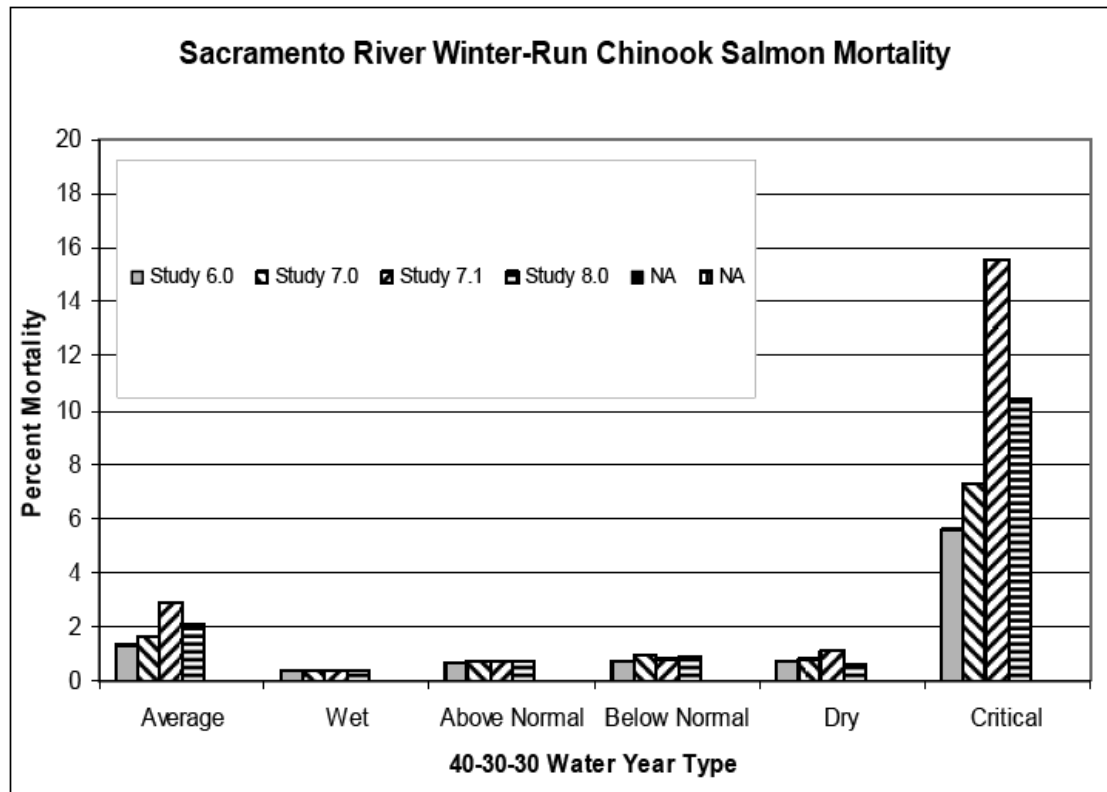 Sacramento River Winter-Run Chinook Salmon Mortality
Percent Mortality
20
18
16
14
12
10
8
6
4
2
0
Study 6.0 Study 7.0 Study 7.1 Study 8.0 NA NA
Average Wet Above Normal Below Normal Dry Critical
40-30-30 Water Year Type